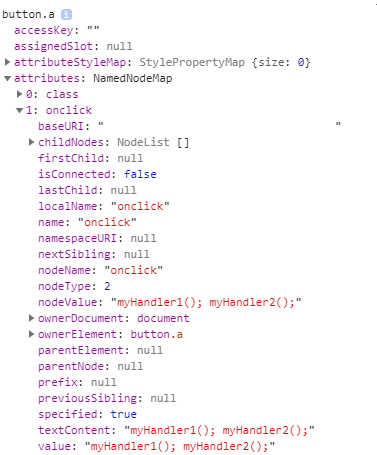 button.a i
accessKey: ""
assignedSlot: null
attributeStyleMap: StylePropertyMap {size: 0}
attributes: NamedNodeMap
0: class
1: onclick
baseURI: " "
childNodes: NodeList []
firstChild: null
isConnected: false
lastChild: null
localName: "onclick"
name: "onclick"
namespaceURI: null
nextSibling: null
nodeName: "onclick"
nodeType: 2
nodeValue: "myHandler1(); myHandler2();"
ownerDocument: document
ownerElement: button.a
parentElement: null
parentNode: null
prefix: null
previousSibling: null
specified: true
textContent: "myHandler1(); myHandler2();"
value: "myHandler1(); myHandler2();"